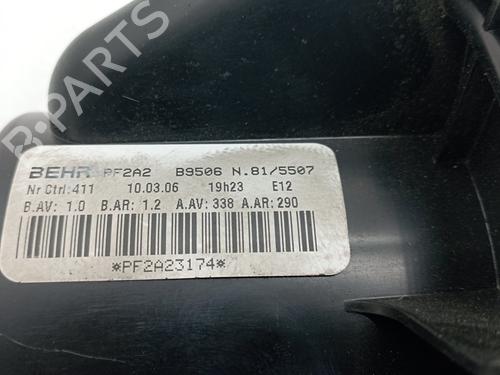 B-PARTS
BEHR PF2A2 B9506 N.81/5507
Nr Ctrl:411 10.03.06 19h23 E12
B.AV: 1.0 B.AR: 1.2 A.AV: 338 A.AR: 290
*PF2A23174*